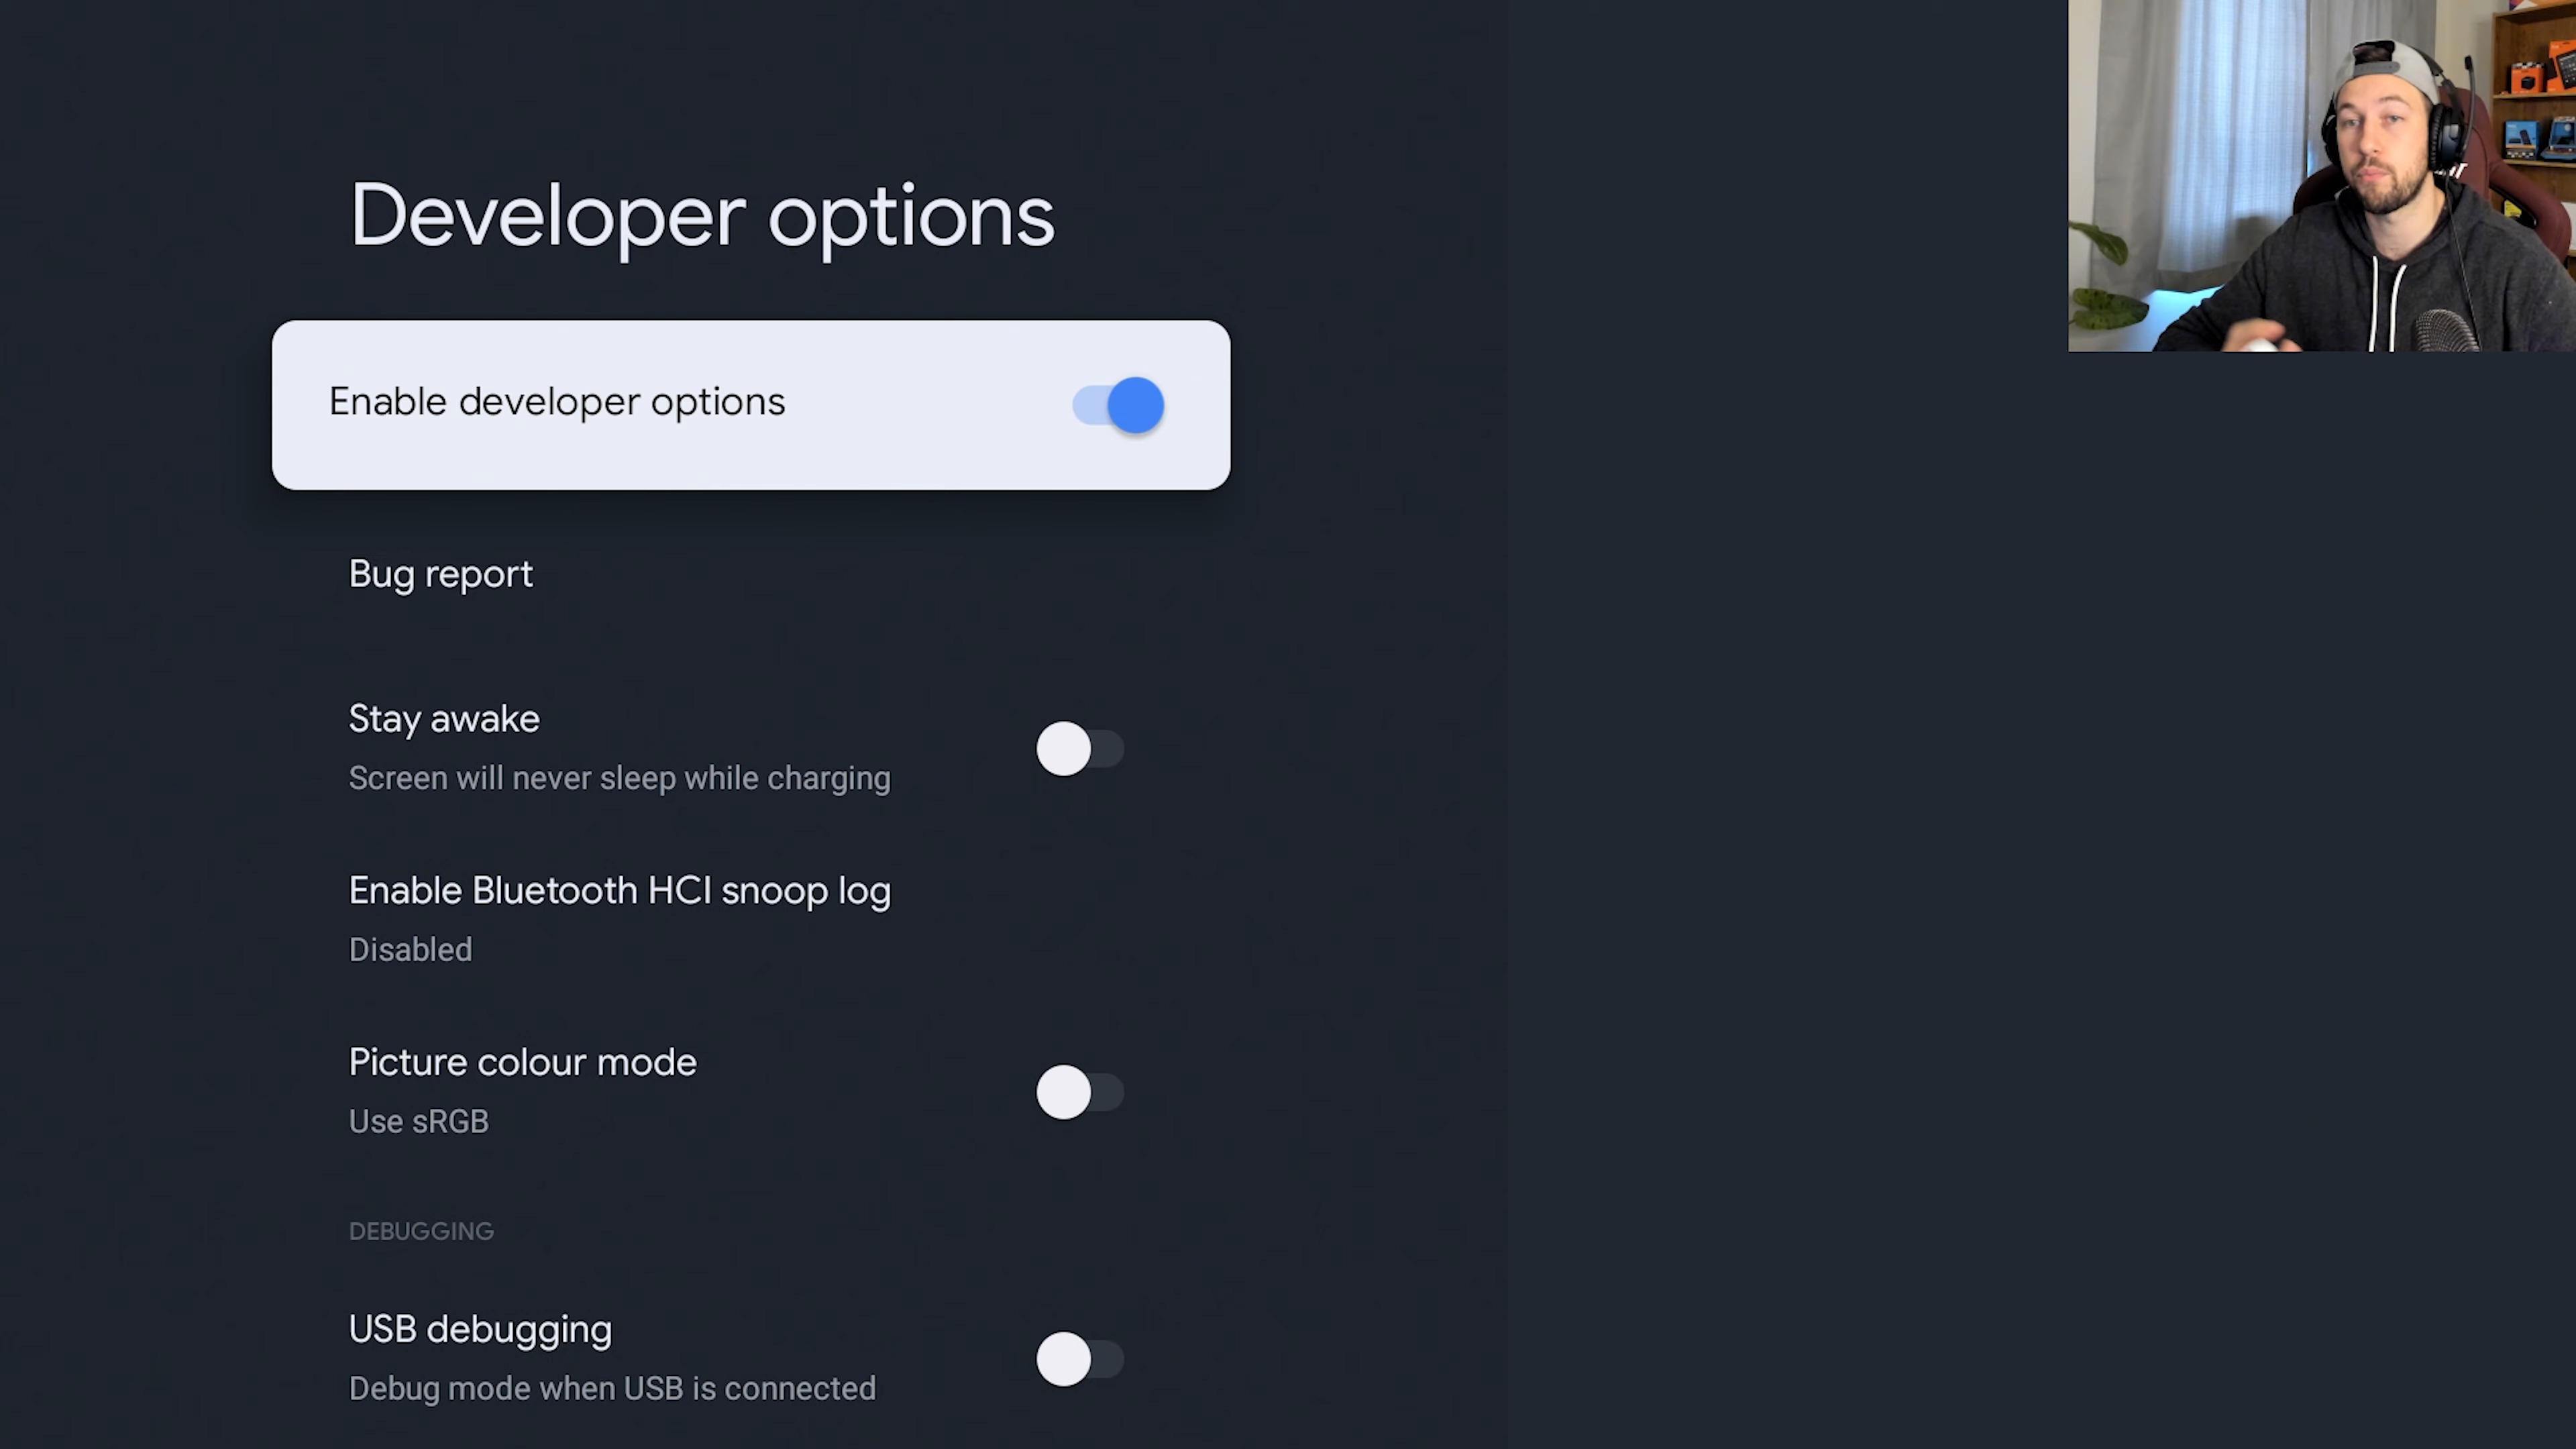 Developer options
Enable developer options
Bug report
Stay awake
Screen will never sleep while charging
Enable Bluetooth HCI snoop log
Disabled
Picture colour mode
Use sRGB
DEBUGGING
USB debugging
Debug mode when USB is connected